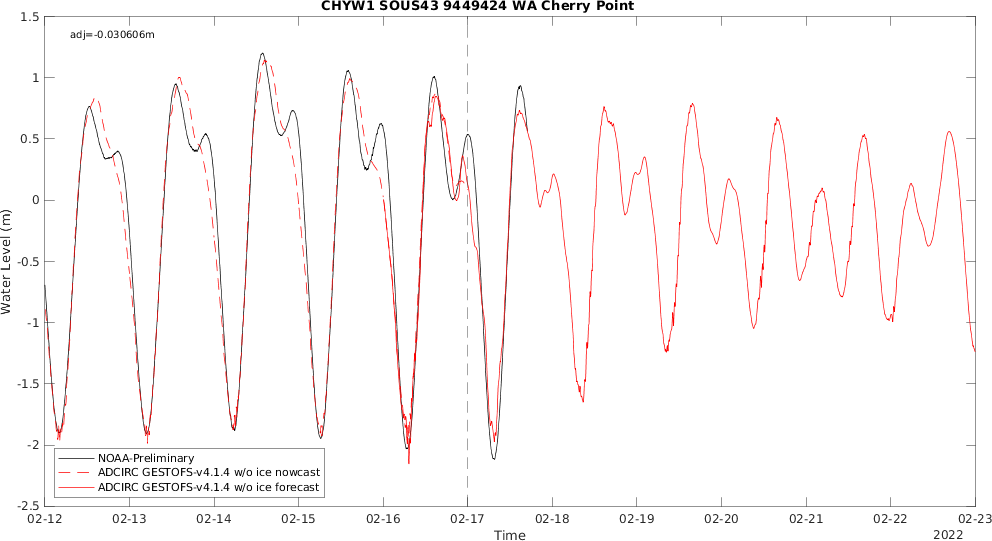 CHYW1 SOUS43 9449424 WA Cherry Point
adj=-0.030606m
1.5
1
0.5
0
-0.5
-1
-1.5
-2
-2.5
Water Level (m)
NOAA-Preliminary
ADCIRC GESTOFS-v4.1.4 w/o ice nowcast
ADCIRC GESTOFS-v4.1.4 w/o ice forecast
02-12 02-13 02-14 02-15 02-16 02-17 02-18 02-19 02-20 02-21 02-22 02-23
Time
2022